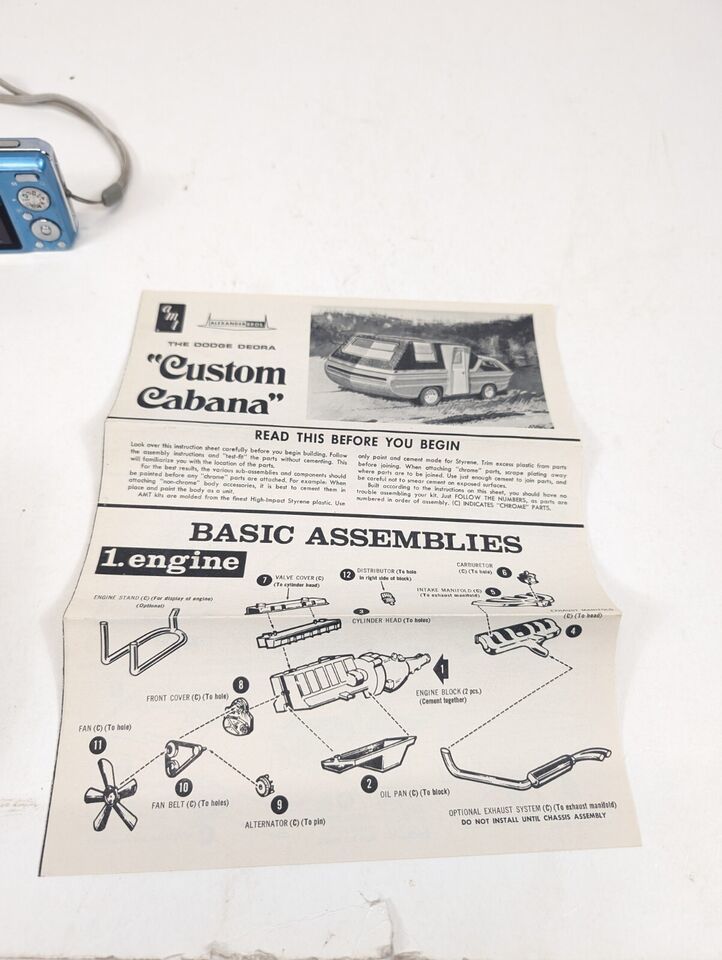 amt
ALEXANDER BROS.
THE DODGE DEORA
"Custom
Cabana"
READ THIS BEFORE YOU BEGIN
Look over this instruction sheet carefully before you begin building. Follow
the assembly instructions and "test-fit" the parts without cementing. This
will familiarize you with the location of the parts.
For the best results, the various sub-assemblies and components should
be painted before any "chrome" parts are attached. For example: When
attaching "non-chrome" body accessories, it is best to cement them in
place and paint the body as a unit.
AMT kits are molded from the finest High-Impact Styrene plastic. Use
only paint and cement made for Styrene. Trim excess plastic from parts
before joining. When attaching "chrome" parts, scrape plating away
where parts are to be joined. Use just enough cement to join parts, and
be careful not to smear cement on exposed surfaces.
Built according to the instructions on this sheet, you should have no
trouble assembling your kit. Just FOLLOW THE NUMBERS, as parts are
numbered in order of assembly. (C) INDICATES "CHROME" PARTS.
BASIC ASSEMBLIES
1. engine
ENGINE STAND (C) (For display of engine)
(Optional)
7 VALVE COVER (C)
(To cylinder head)
12 DISTRIBUTOR (To hole
in right side of block)
CARBURETOR
(C) (To hole) 6
INTAKE MANIFOLD (C)
(To exhaust manifold) 5
3
CYLINDER HEAD (To holes)
EXHAUST MANIFOLD
(C) (To head)
4
1
ENGINE BLOCK (2 pcs.)
(Cement together)
8
FRONT COVER (C) (To hole)
FAN (C) (To hole)
11
10
FAN BELT (C) (To holes)
9
ALTERNATOR (C) (To pin)
2
OIL PAN (C) (To block)
OPTIONAL EXHAUST SYSTEM (C) (To exhaust manifold)
DO NOT INSTALL UNTIL CHASSIS ASSEMBLY